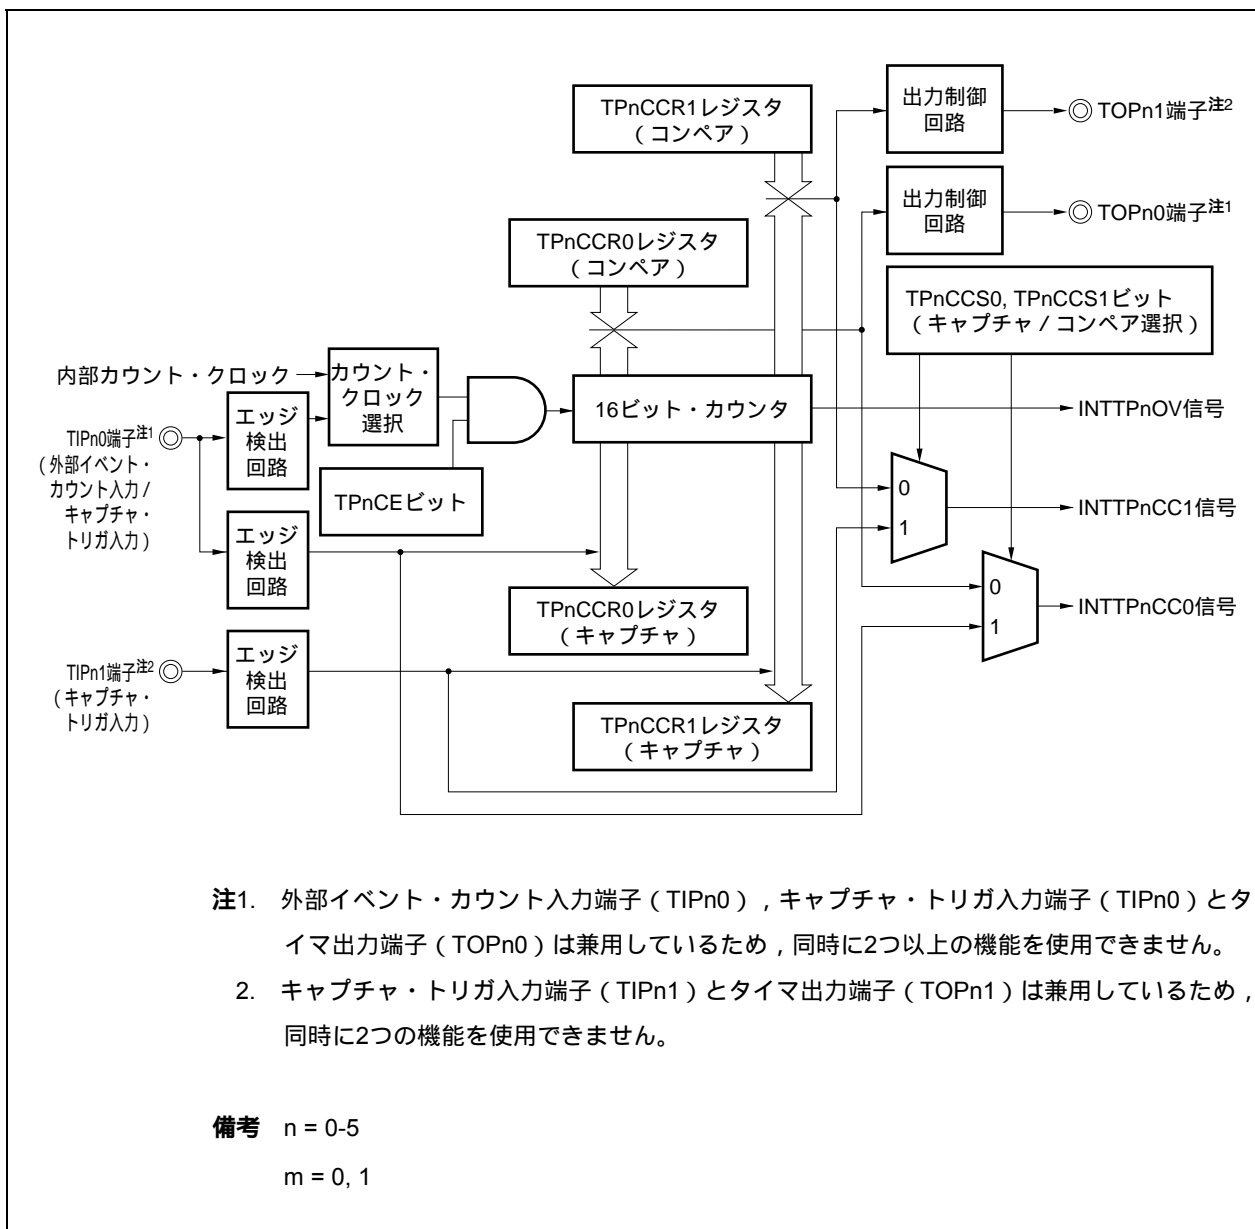 TPnCCR1レジスタ
（コンペア）
出力制御
回路
TOPn1端子注2
出力制御
回路
TOPn0端子注1
TPnCCR0レジスタ
（コンペア）
TPnCCS0, TPnCCS1ビット
（キャプチャ／コンペア選択）
内部カウント・クロック
カウント・
クロック
選択
16ビット・カウンタ
INTTPnOV信号
TIPn0端子注1
（外部イベント・
カウント入力／
キャプチャ・
トリガ入力）
エッジ
検出
回路
TPnCEビット
0
1
INTTPnCC1信号
エッジ
検出
回路
TPnCCR0レジスタ
（キャプチャ）
0
1
INTTPnCC0信号
TIPn1端子注2
（キャプチャ・
トリガ入力）
エッジ
検出
回路
TPnCCR1レジスタ
（キャプチャ）
注1. 外部イベント・カウント入力端子（TIPn0），キャプチャ・トリガ入力端子（TIPn0）とタ
イマ出力端子（TOPn0）は兼用しているため，同時に2つ以上の機能を使用できません。
2. キャプチャ・トリガ入力端子（TIPn1）とタイマ出力端子（TOPn1）は兼用しているため，
同時に2つの機能を使用できません。
備考 n = 0-5
m = 0, 1